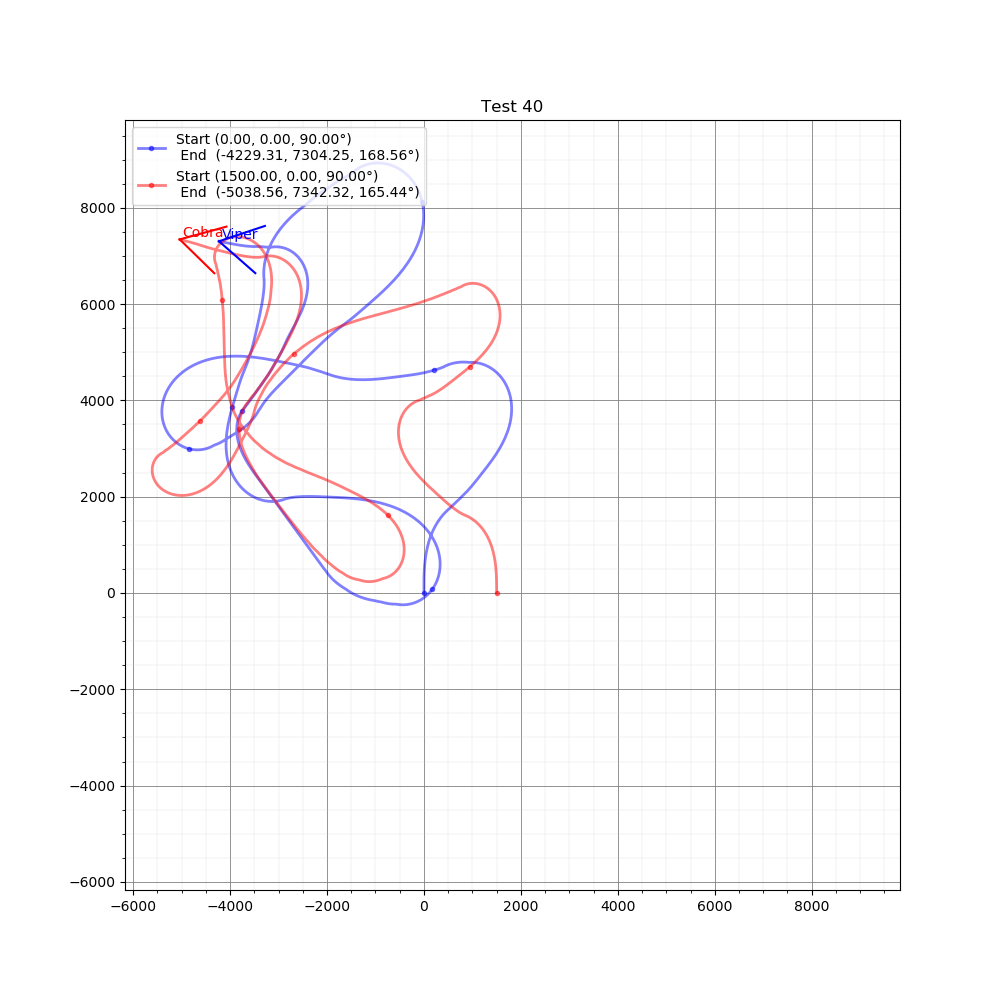 Test 40
Start (0.00, 0.00, 90.00°)
End (-4229.31, 7304.25, 168.56°)
Start (1500.00, 0.00, 90.00°)
End (-5038.56, 7342.32, 165.44°)
Cobra
Viper
8000
6000
4000
2000
0
−2000
−4000
−6000
−6000 −4000 −2000 0 2000 4000 6000 8000